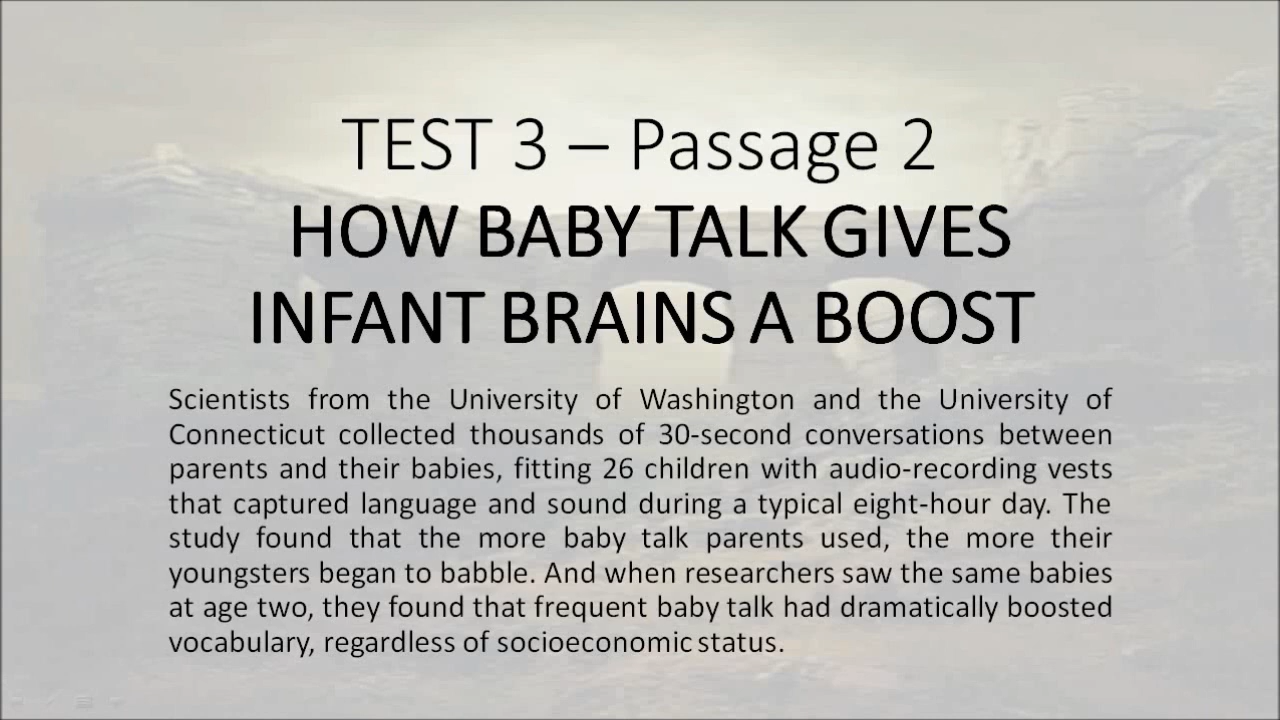 TEST 3 – Passage 2
HOW BABY TALK GIVES
INFANT BRAINS A BOOST
Scientists from the University of Washington and the University of
Connecticut collected thousands of 30-second conversations between
parents and their babies, fitting 26 children with audio-recording vests
that captured language and sound during a typical eight-hour day. The
study found that the more baby talk parents used, the more their
youngsters began to babble. And when researchers saw the same babies
at age two, they found that frequent baby talk had dramatically boosted
vocabulary, regardless of socioeconomic status.